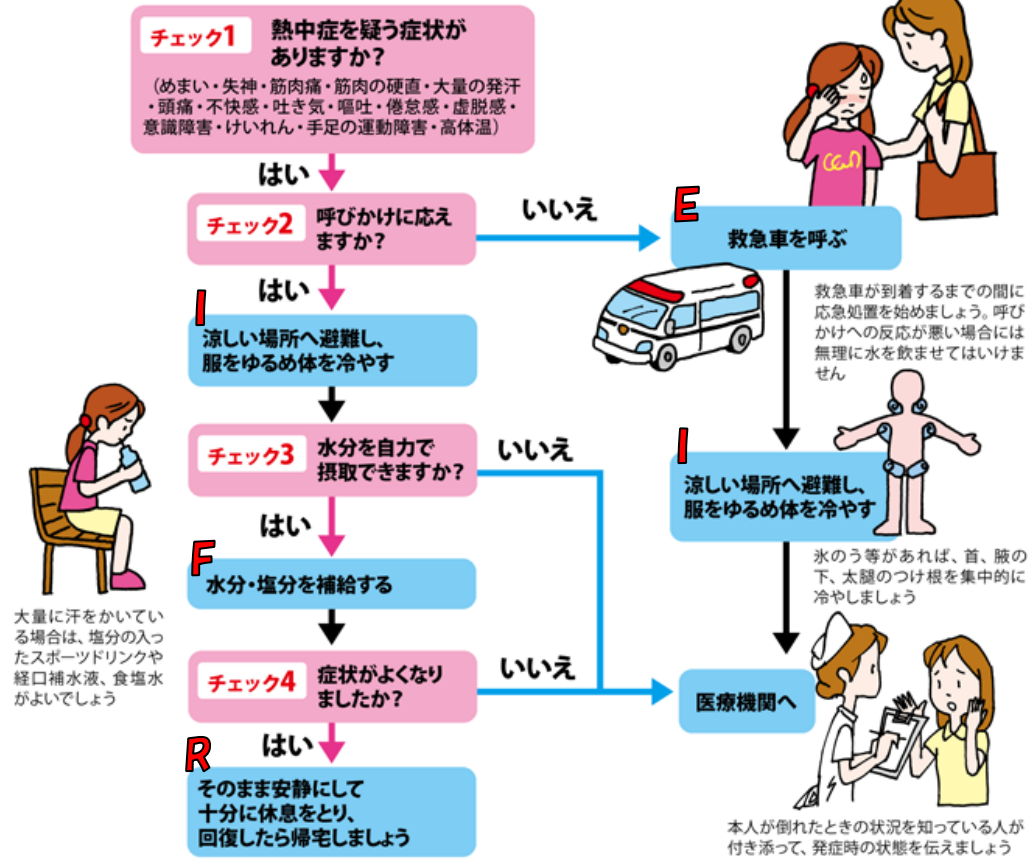 チェック1 熱中症を疑う症状が
ありますか？
（めまい・失神・筋肉痛・筋肉の硬直・大量の発汗
・頭痛・不快感・吐き気・嘔吐・倦怠感・虚脱感・
意識障害・けいれん・手足の運動障害・高体温）
はい
チェック2 呼びかけに応え
ますか？
いいえ
E
救急車を呼ぶ
救急車が到着するまでの間に
応急処置を始めましょう。呼び
かけへの反応が悪い場合には
無理に水を飲ませてはいけま
せん
はい
I
涼しい場所へ避難し、
服をゆるめ体を冷やす
チェック3 水分を自力で
摂取できますか？
いいえ
I
涼しい場所へ避難し、
服をゆるめ体を冷やす
氷のう等があれば、首、腋の
下、太腿のつけ根を集中的に
冷やしましょう
はい
F
水分・塩分を補給する
大量に汗をかいてい
る場合は、塩分の入っ
たスポーツドリンクや
経口補水液、食塩水
がよいでしょう
チェック4 症状がよくなり
ましたか？
いいえ
医療機関へ
本人が倒れたときの状況を知っている人が
付き添って、発症時の状態を伝えましょう
はい
R
そのまま安静にして
十分に休息をとり、
回復したら帰宅しましょう